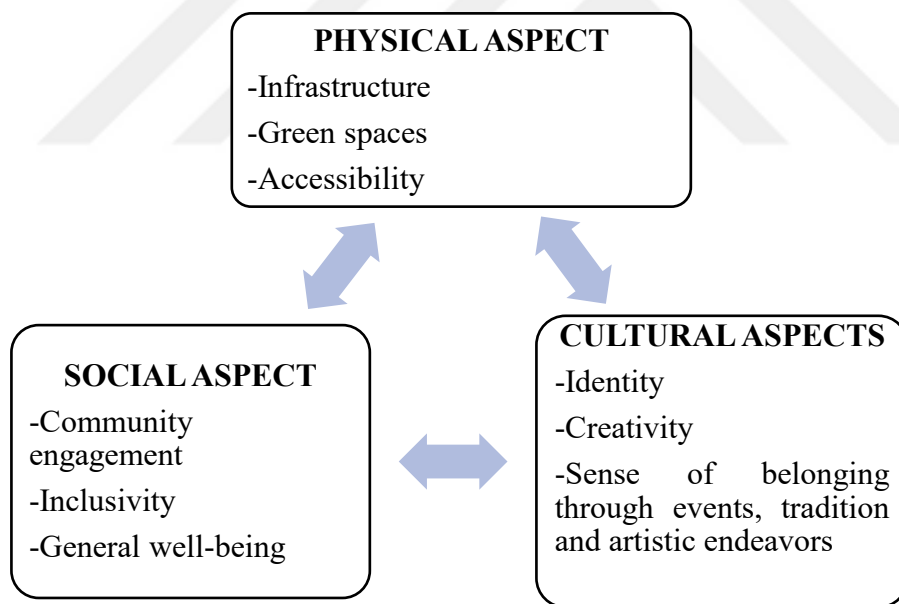 PHYSICAL ASPECT
-Infrastructure
-Green spaces
-Accessibility
SOCIAL ASPECT
-Community
engagement
-Inclusivity
-General well-being
CULTURAL ASPECTS
-Identity
-Creativity
-Sense of belonging
through events, tradition
and artistic endeavors